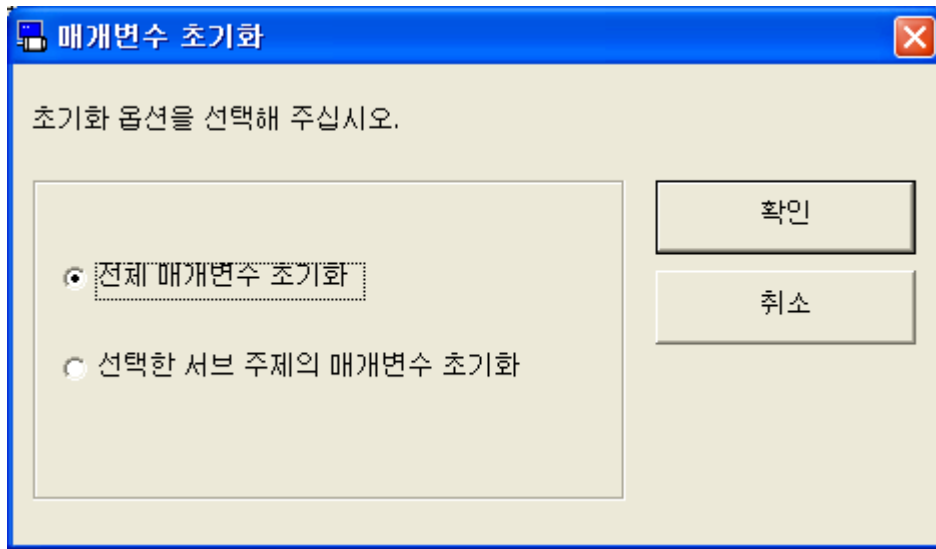 매개변수 초기화
초기화 옵션을 선택해 주십시오.
전체 매개변수 초기화
선택한 서브 주제의 매개변수 초기화
확인
취소